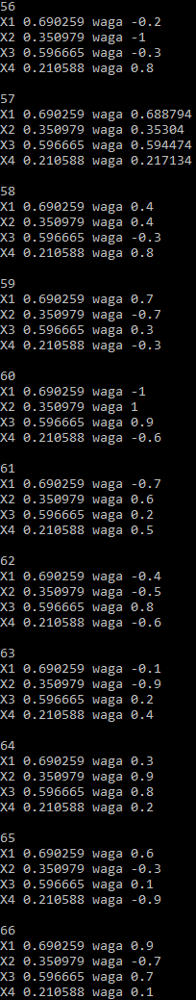 56
X1 0.690259 waga -0.2
X2 0.350979 waga -1
X3 0.596665 waga -0.3
X4 0.210588 waga 0.8
57
X1 0.690259 waga 0.688794
X2 0.350979 waga 0.35304
X3 0.596665 waga 0.594474
X4 0.210588 waga 0.217134
58
X1 0.690259 waga 0.4
X2 0.350979 waga 0.4
X3 0.596665 waga -0.3
X4 0.210588 waga 0.8
59
X1 0.690259 waga 0.7
X2 0.350979 waga -0.7
X3 0.596665 waga 0.3
X4 0.210588 waga -0.3
60
X1 0.690259 waga -1
X2 0.350979 waga 1
X3 0.596665 waga 0.9
X4 0.210588 waga -0.6
61
X1 0.690259 waga -0.7
X2 0.350979 waga 0.6
X3 0.596665 waga 0.2
X4 0.210588 waga 0.5
62
X1 0.690259 waga -0.4
X2 0.350979 waga -0.5
X3 0.596665 waga 0.8
X4 0.210588 waga -0.6
63
X1 0.690259 waga -0.1
X2 0.350979 waga -0.9
X3 0.596665 waga 0.2
X4 0.210588 waga 0.4
64
X1 0.690259 waga 0.3
X2 0.350979 waga 0.9
X3 0.596665 waga 0.8
X4 0.210588 waga 0.2
65
X1 0.690259 waga 0.6
X2 0.350979 waga -0.3
X3 0.596665 waga 0.1
X4 0.210588 waga -0.9
66
X1 0.690259 waga 0.9
X2 0.350979 waga -0.7
X3 0.596665 waga 0.7
X4 0.210588 waga 0.1